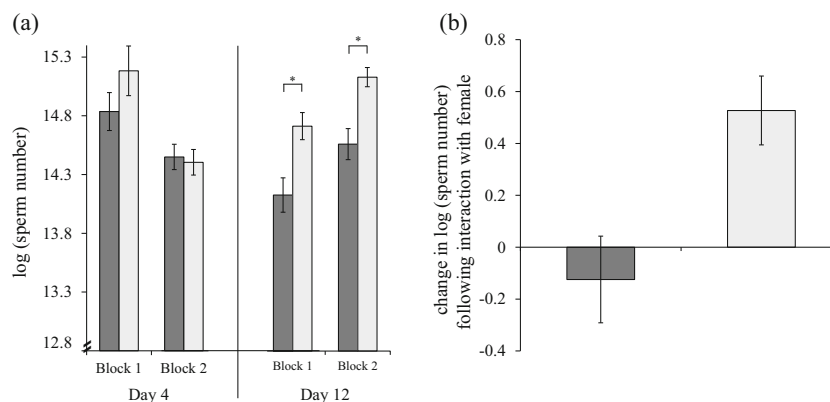 (a)
log (sperm number)
15.3
14.8
14.3
13.8
13.3
12.8
*
*
Block 1 Block 2 Block 1 Block 2
Day 4 Day 12
(b)
change in log (sperm number)
following interaction with female
0.8
0.6
0.4
0.2
0
-0.2
-0.4